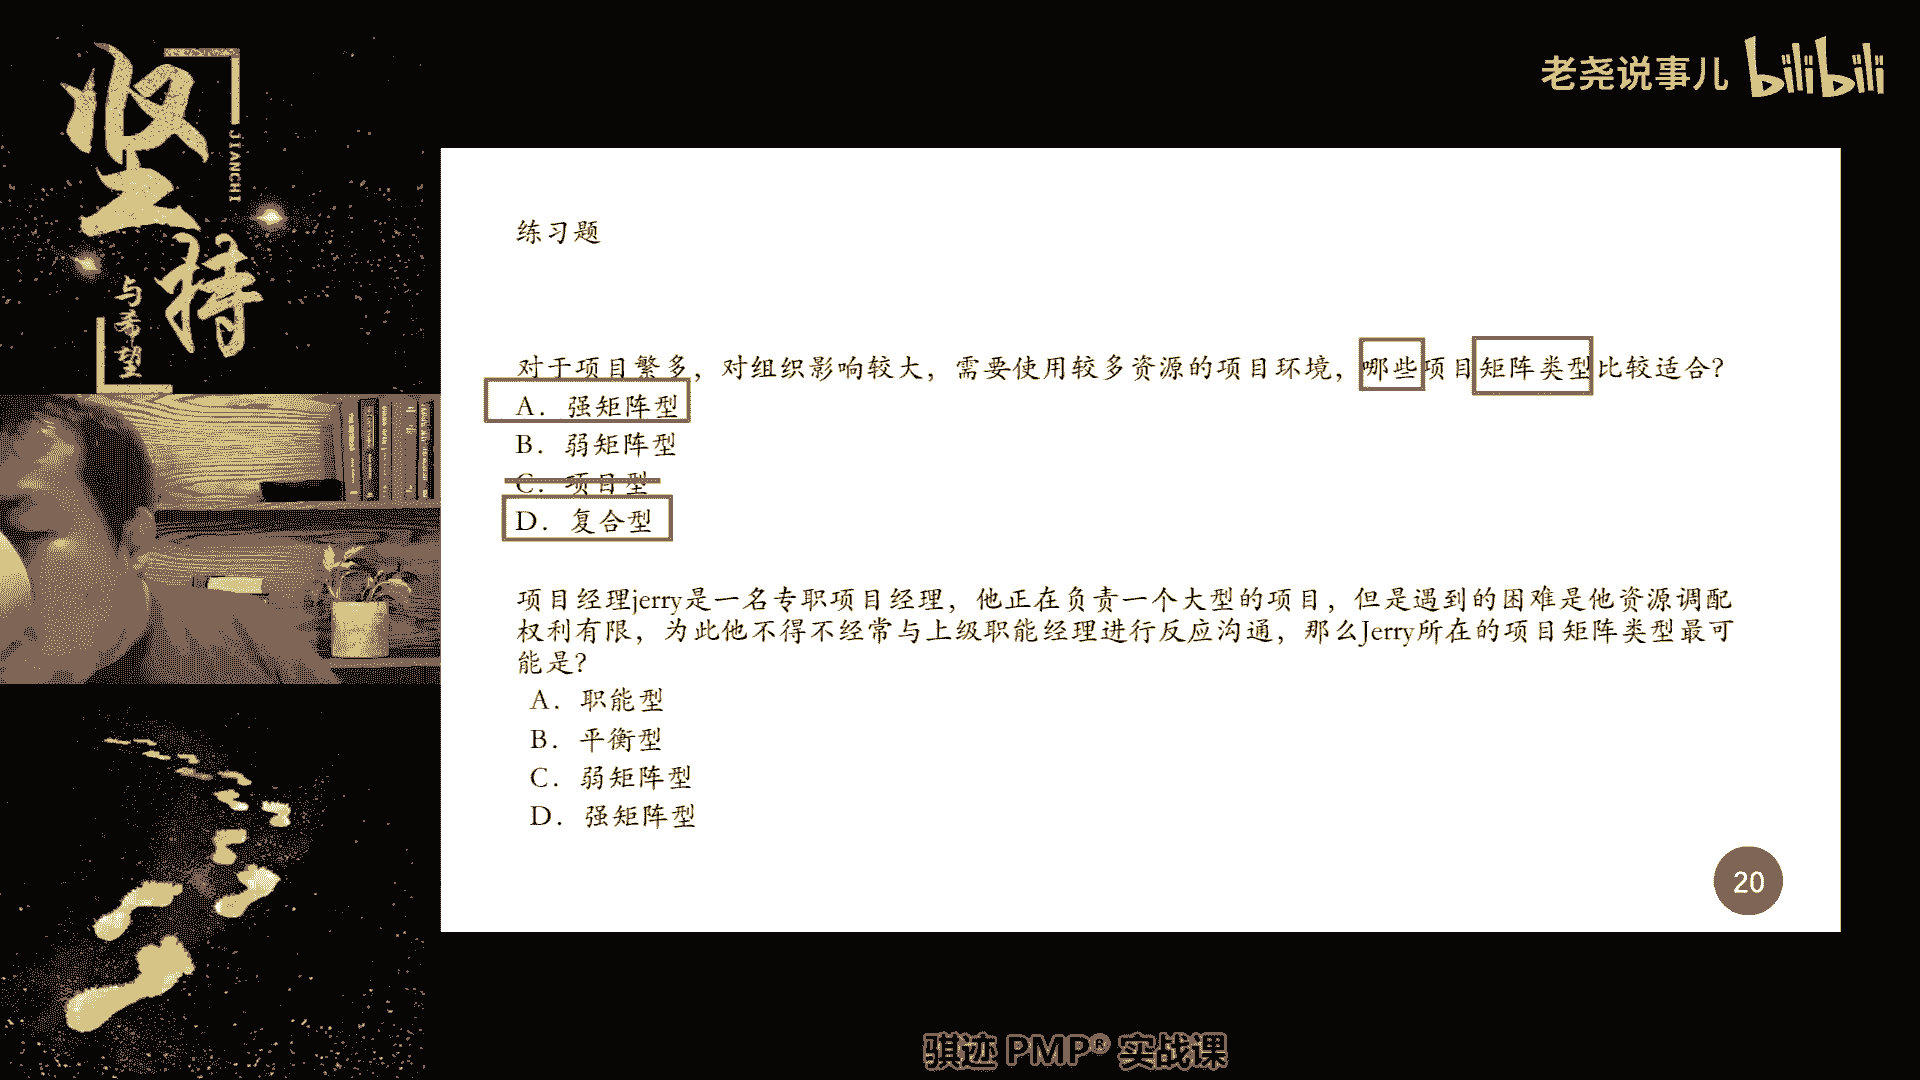 坚持
JIANCHI
与希望
老尧说事儿 bilibili
练习题
对于项目繁多，对组织影响较大，需要使用较多资源的项目环境，哪些项目矩阵类型比较适合？
A. 强矩阵型
B. 弱矩阵型
C. 项目型
D. 复合型
项目经理jerry是一名专职项目经理，他正在负责一个大型的项目，但是遇到的困难是他资源调配
权利有限，为此他不得不经常与上级职能经理进行反应沟通，那么Jerry所在的项目矩阵类型最可
能是？
A. 职能型
B. 平衡型
C. 弱矩阵型
D. 强矩阵型
20
骐迹 PMP® 实战课